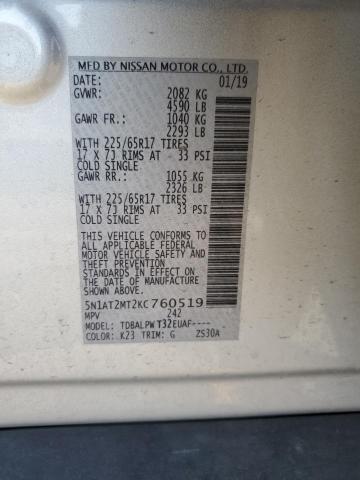 MFD BY NISSAN MOTOR CO., LTD.
DATE: 01/19
GVWR: 2082 KG
4590 LB
GAWR FR.: 1040 KG
2293 LB
WITH 225/65R17 TIRES
17 X 7J RIMS AT 33 PSI
COLD SINGLE
GAWR RR.: 1055 KG
2326 LB
WITH 225/65R17 TIRES
17 X 7J RIMS AT 33 PSI
COLD SINGLE
THIS VEHICLE CONFORMS TO
ALL APPLICABLE FEDERAL
MOTOR VEHICLE SAFETY
STANDARDS IN EFFECT ON
THE DATE OF MANUFACTURE
SHOWN ABOVE.
5N1AT2MT2KC760519
MPV 242
MODEL: TDBALPWT32EUAF----
COLOR: K23 TRIM: G ZS30A